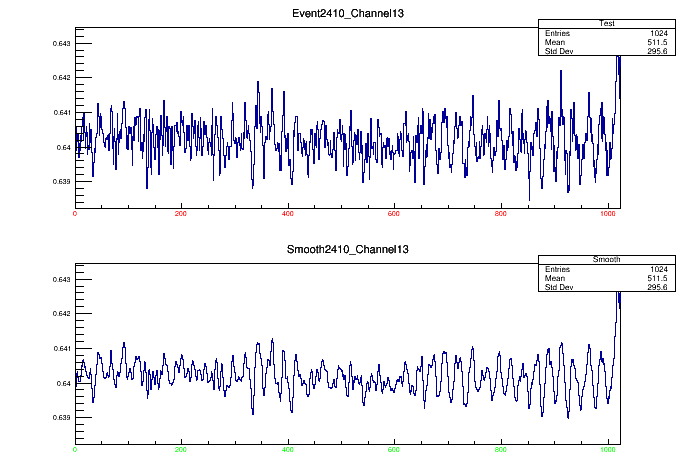 Event2410_Channel13
Test
Entries 1024
Mean 511.5
Std Dev 295.6
0.643
0.642
0.641
0.64
0.639
0 200 400 600 800 1000
Smooth2410_Channel13
Smooth
Entries 1024
Mean 511.5
Std Dev 295.6
0.643
0.642
0.641
0.64
0.639
0 200 400 600 800 1000